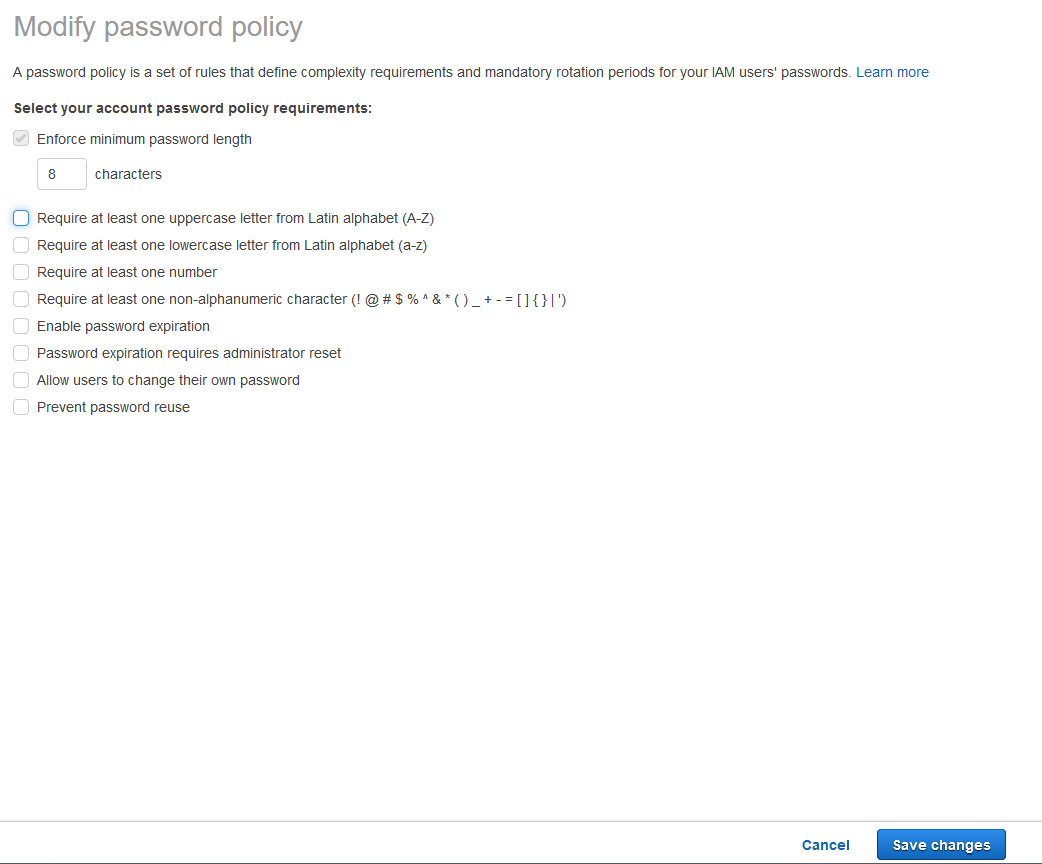 Modify password policy
A password policy is a set of rules that define complexity requirements and mandatory rotation periods for your IAM users' passwords. Learn more
Select your account password policy requirements:
Enforce minimum password length
8 characters
Require at least one uppercase letter from Latin alphabet (A-Z)
Require at least one lowercase letter from Latin alphabet (a-z)
Require at least one number
Require at least one non-alphanumeric character (! @ # $ % ^ & * ( ) _ + - = [ ] { } | ')
Enable password expiration
Password expiration requires administrator reset
Allow users to change their own password
Prevent password reuse
Cancel Save changes